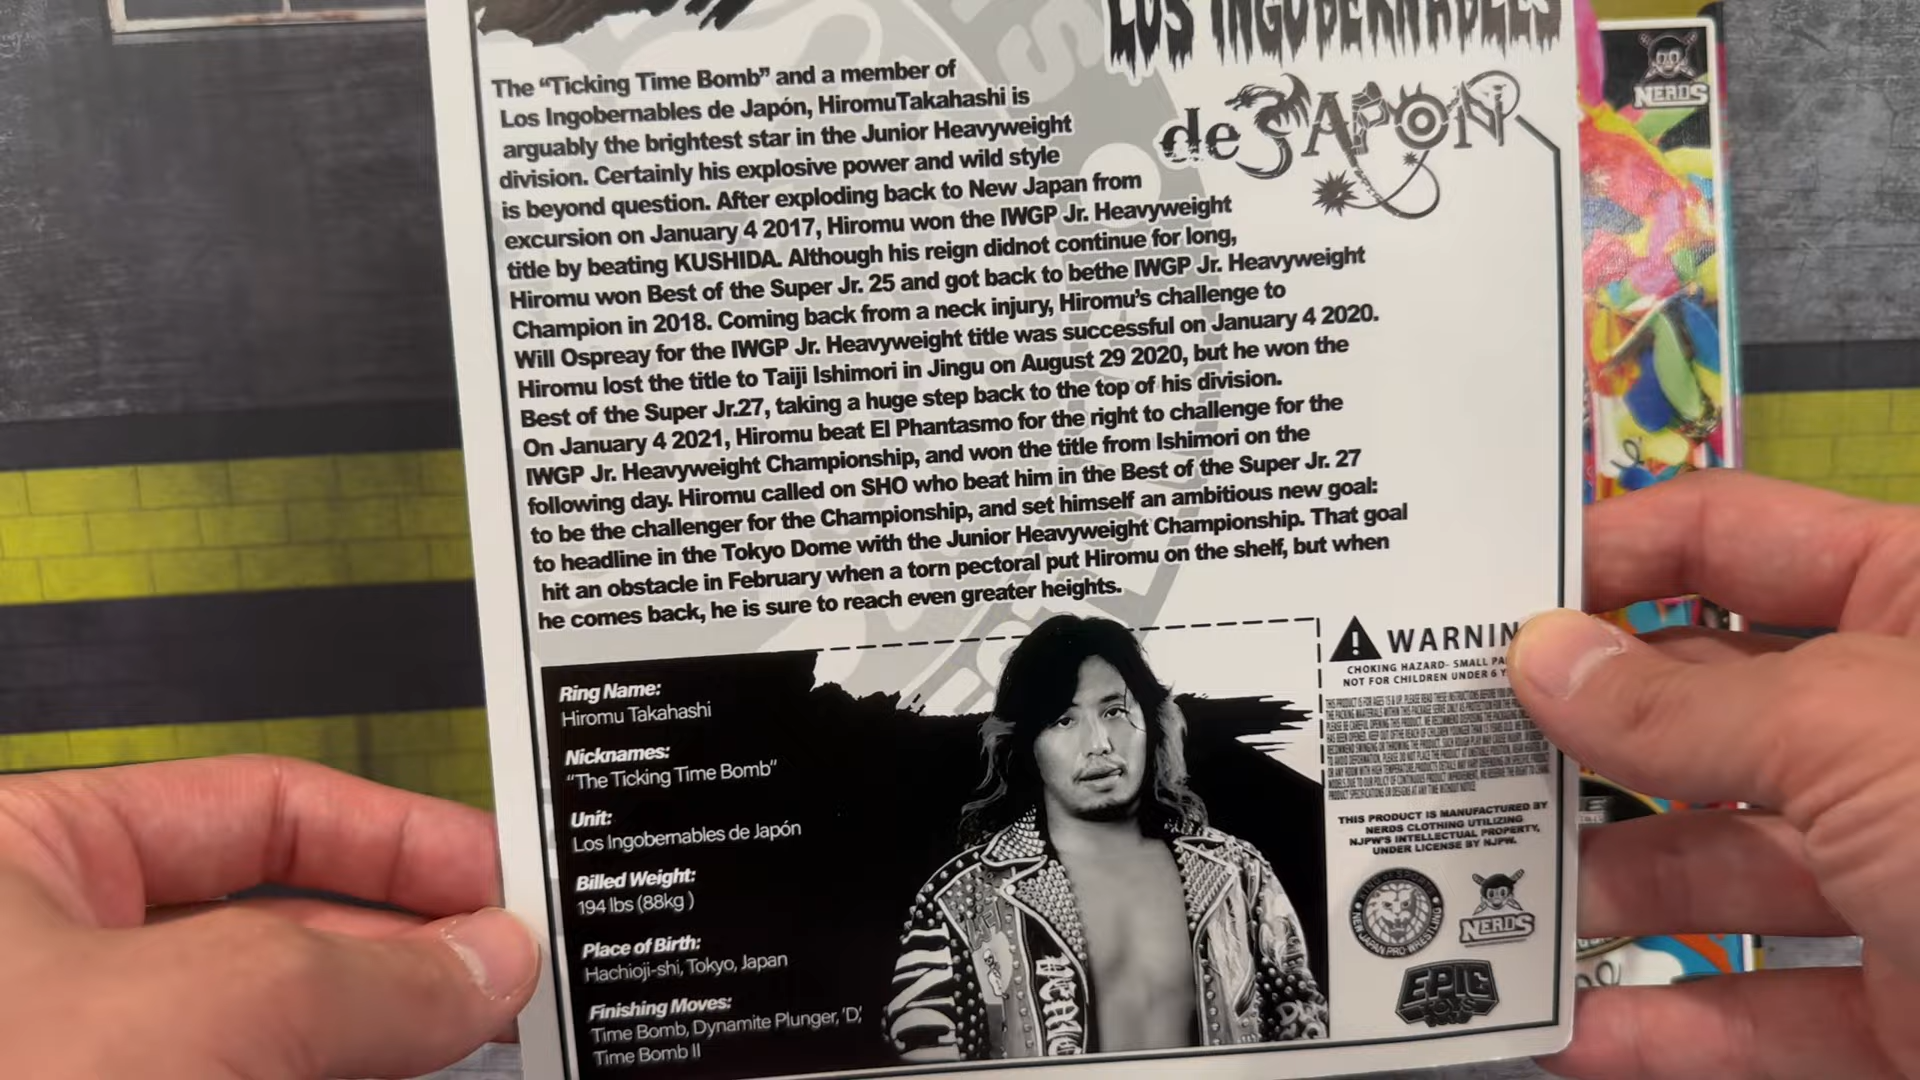 LOS INGOBERNABLES
de JAPON
NERDS
The “Ticking Time Bomb” and a member of
Los Ingobernables de Japón, HiromuTakahashi is
arguably the brightest star in the Junior Heavyweight
division. Certainly his explosive power and wild style
is beyond question. After exploding back to New Japan from
excursion on January 4 2017, Hiromu won the IWGP Jr. Heavyweight
title by beating KUSHIDA. Although his reign didnot continue for long,
Hiromu won Best of the Super Jr. 25 and got back to bethe IWGP Jr. Heavyweight
Champion in 2018. Coming back from a neck injury, Hiromu’s challenge to
Will Ospreay for the IWGP Jr. Heavyweight title was successful on January 4 2020.
Hiromu lost the title to Taiji Ishimori in Jingu on August 29 2020, but he won the
Best of the Super Jr.27, taking a huge step back to the top of his division.
On January 4 2021, Hiromu beat El Phantasmo for the right to challenge for the
IWGP Jr. Heavyweight Championship, and won the title from Ishimori on the
following day. Hiromu called on SHO who beat him in the Best of the Super Jr. 27
to be the challenger for the Championship, and set himself an ambitious new goal:
to headline in the Tokyo Dome with the Junior Heavyweight Championship. That goal
hit an obstacle in February when a torn pectoral put Hiromu on the shelf, but when
he comes back, he is sure to reach even greater heights.
Ring Name:
Hiromu Takahashi
Nicknames:
“The Ticking Time Bomb”
Unit:
Los Ingobernables de Japón
Billed Weight:
194 lbs (88kg )
Place of Birth:
Hachioji-shi, Tokyo, Japan
Finishing Moves:
Time Bomb, Dynamite Plunger, 'D,'
Time Bomb II
WARNIN
CHOKING HAZARD- SMALL PA
NOT FOR CHILDREN UNDER 6 Y
THIS PRODUCT IS MANUFACTURED BY
NERDS CLOTHING UTILIZING
NJPW'S INTELLECTUAL PROPERTY,
UNDER LICENSE BY NJPW.
KING OF SPORTS
NEW JAPAN PRO-WRESTLING
NERDS
EPIC
TOYS